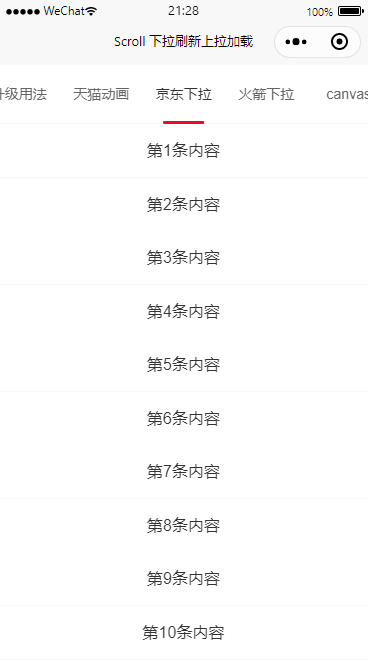 WeChat 21:28 100%
Scroll 下拉刷新上拉加载
升级用法 天猫动画 京东下拉 火箭下拉 canvas
第1条内容
第2条内容
第3条内容
第4条内容
第5条内容
第6条内容
第7条内容
第8条内容
第9条内容
第10条内容